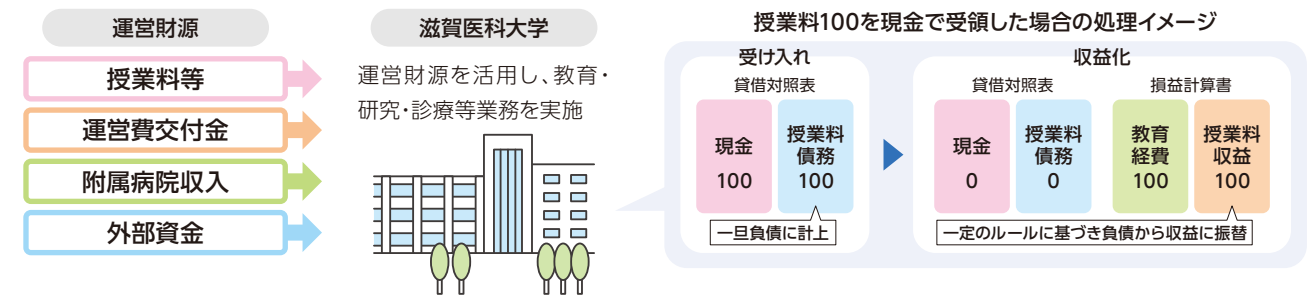 運営財源
授業料等
運営費交付金
附属病院収入
外部資金
滋賀医科大学
運営財源を活用し、教育・
研究・診療等業務を実施
授業料100を現金で受領した場合の処理イメージ
受け入れ
貸借対照表
現金
100
授業料
債務
100
一旦負債に計上
収益化
貸借対照表
損益計算書
現金
0
授業料
債務
0
教育
経費
100
授業料
収益
100
一定のルールに基づき負債から収益に振替